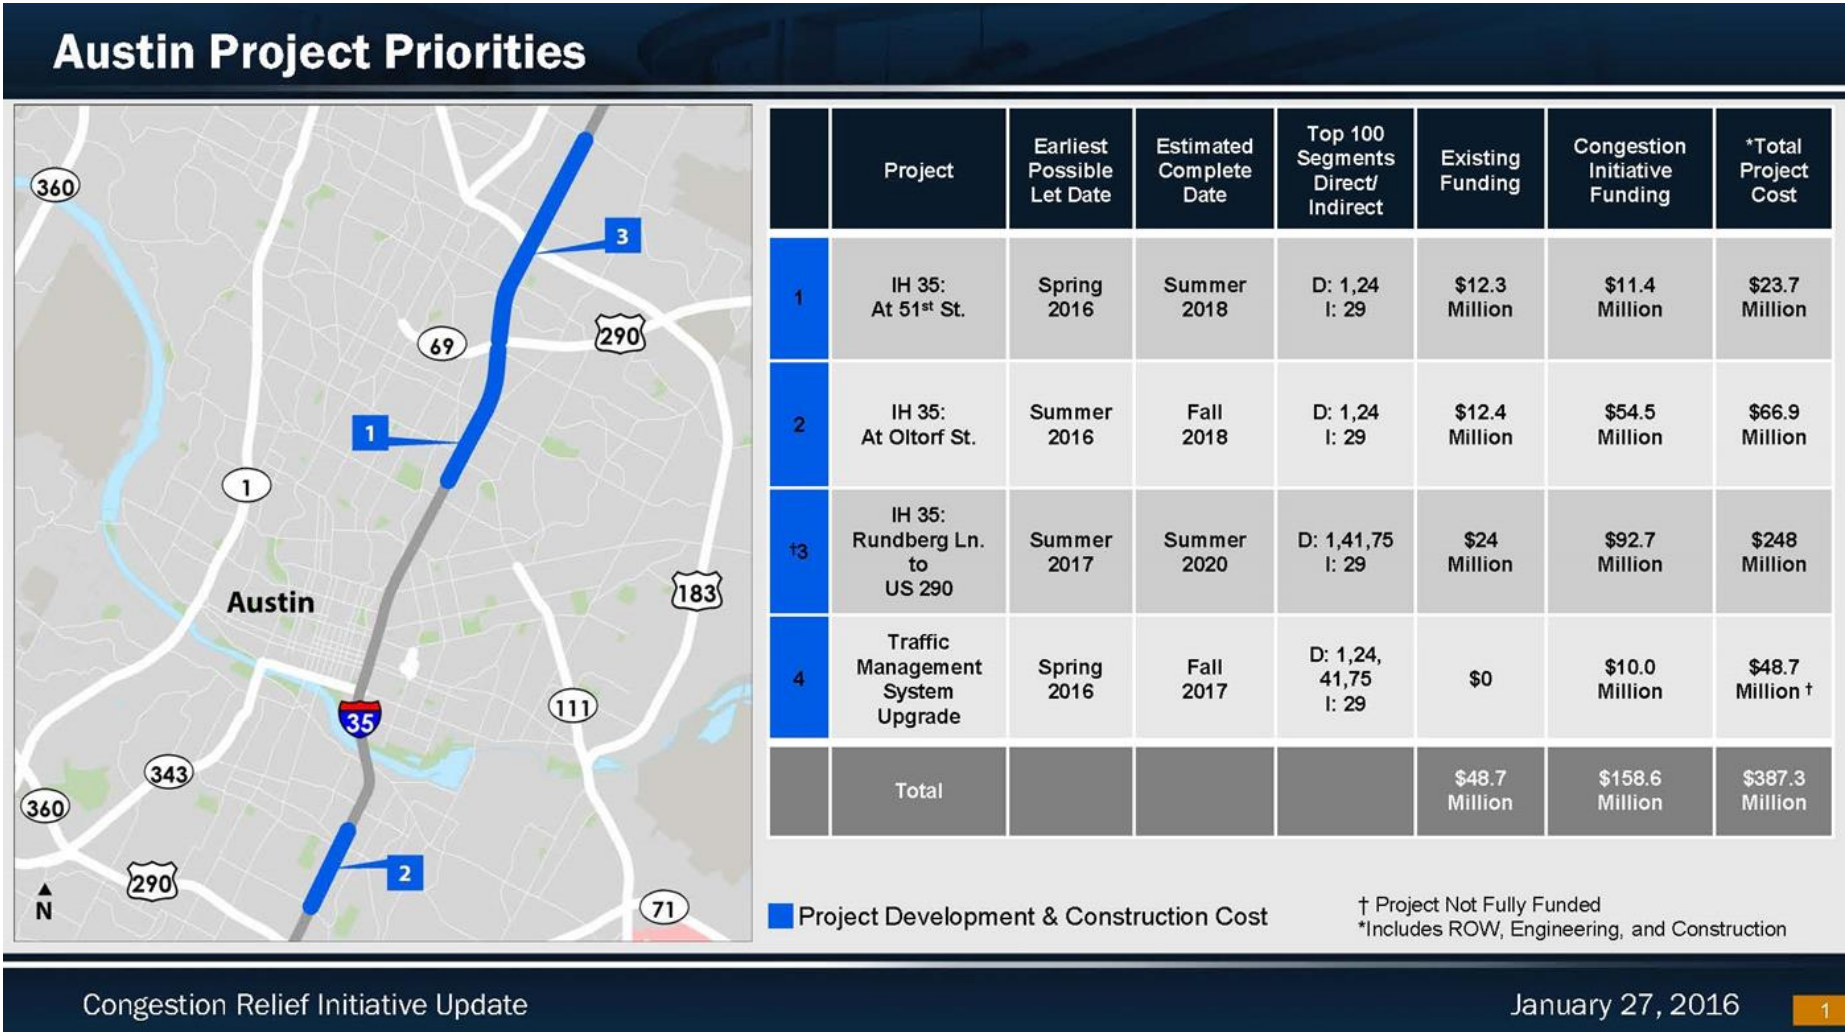 Austin Project Priorities
360
3
69
290
1
1
Austin
183
35
111
343
360
290
2
N
71
Project
Earliest
Possible
Let Date
Estimated
Complete
Date
Top 100
Segments
Direct/
Indirect
Existing
Funding
Congestion
Initiative
Funding
*Total
Project
Cost
1
IH 35:
At 51st St.
Spring
2016
Summer
2018
D: 1,24
I: 29
$12.3
Million
$11.4
Million
$23.7
Million
2
IH 35:
At Oltorf St.
Summer
2016
Fall
2018
D: 1,24
I: 29
$12.4
Million
$54.5
Million
$66.9
Million
†3
IH 35:
Rundberg Ln.
to
US 290
Summer
2017
Summer
2020
D: 1,41,75
I: 29
$24
Million
$92.7
Million
$248
Million
4
Traffic
Management
System
Upgrade
Spring
2016
Fall
2017
D: 1,24,
41,75
I: 29
$0
$10.0
Million
$48.7
Million †
Total
$48.7
Million
$158.6
Million
$387.3
Million
Project Development & Construction Cost
† Project Not Fully Funded
*Includes ROW, Engineering, and Construction
Congestion Relief Initiative Update
January 27, 2016
1